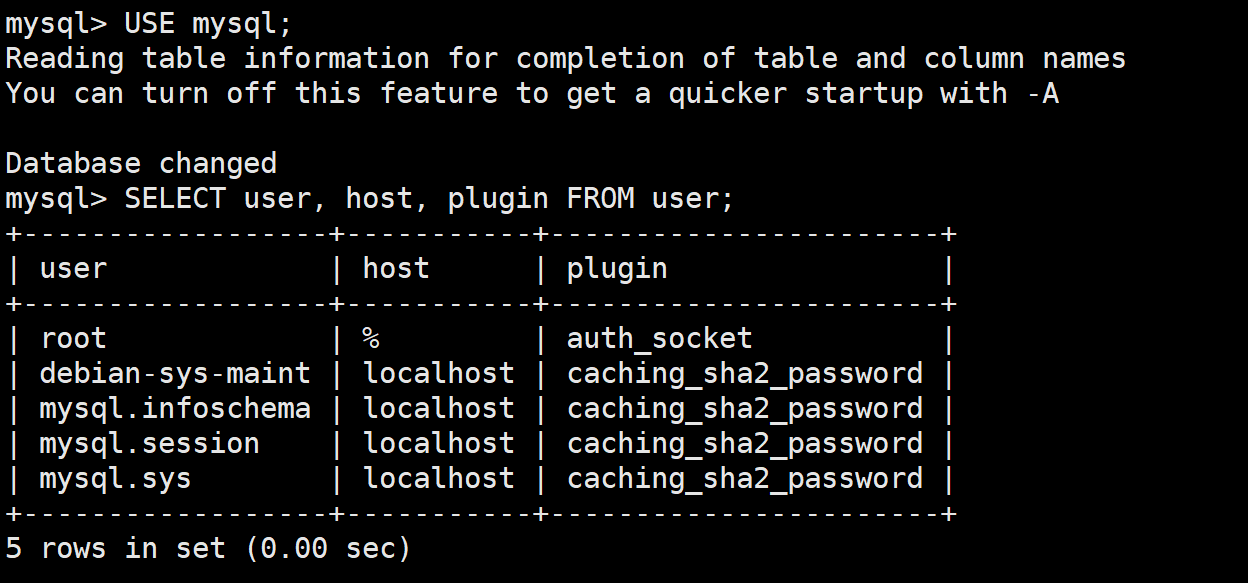 mysql> USE mysql;
Reading table information for completion of table and column names
You can turn off this feature to get a quicker startup with -A

Database changed
mysql> SELECT user, host, plugin FROM user;
+------------------+-----------+-----------------------+
| user             | host      | plugin                |
+------------------+-----------+-----------------------+
| root             | %         | auth_socket           |
| debian-sys-maint | localhost | caching_sha2_password |
| mysql.infoschema | localhost | caching_sha2_password |
| mysql.session    | localhost | caching_sha2_password |
| mysql.sys        | localhost | caching_sha2_password |
+------------------+-----------+-----------------------+
5 rows in set (0.00 sec)